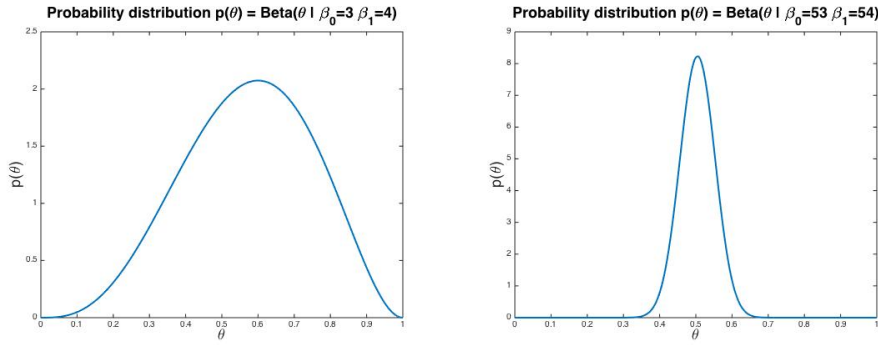 Probability distribution p(θ) = Beta(θ | β₀=3 β₁=4)
2.5
2
1.5
1
0.5
0
p(θ)
0 0.1 0.2 0.3 0.4 0.5 0.6 0.7 0.8 0.9 1
θ
Probability distribution p(θ) = Beta(θ | β₀=53 β₁=54)
9
8
7
6
5
4
3
2
1
0
p(θ)
0 0.1 0.2 0.3 0.4 0.5 0.6 0.7 0.8 0.9 1
θ